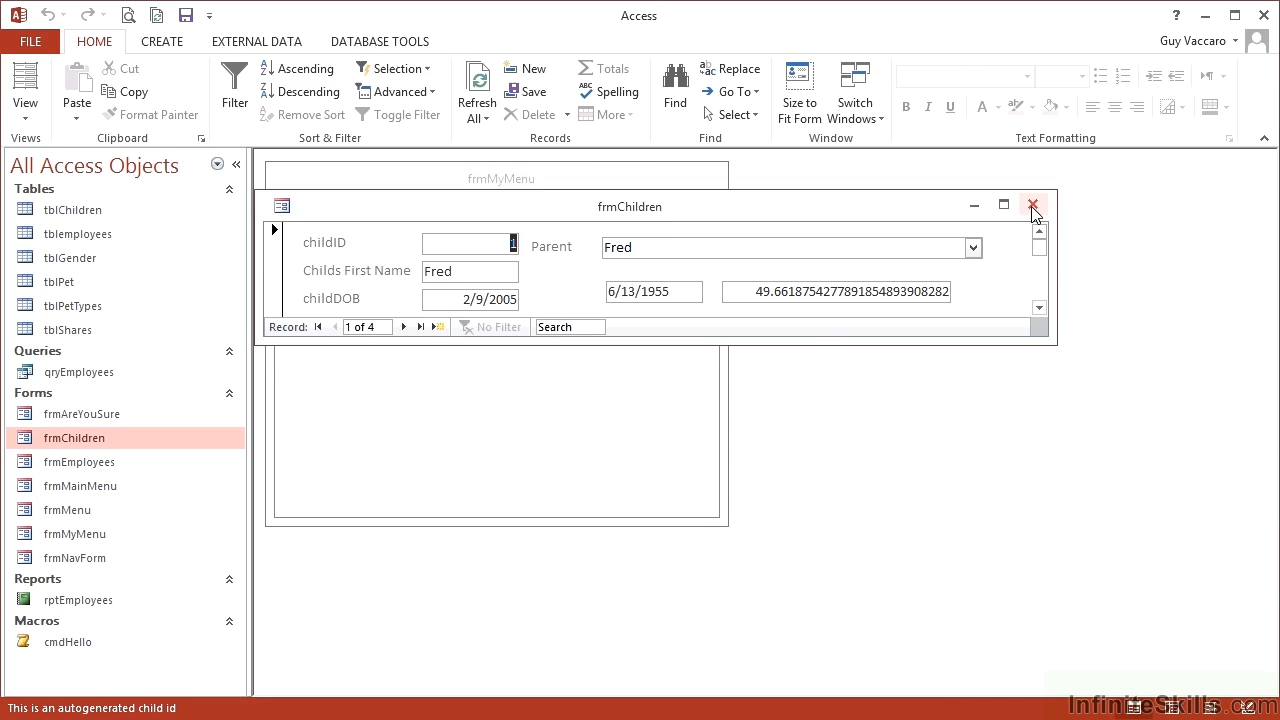 Access
Guy Vaccaro
FILE HOME CREATE EXTERNAL DATA DATABASE TOOLS
View
Views
Paste
Cut
Copy
Format Painter
Clipboard
Filter
Ascending
Descending
Remove Sort
Selection
Advanced
Toggle Filter
Sort & Filter
Refresh
All
New
Save
Delete
Totals
Spelling
More
Records
Find
Replace
Go To
Select
Find
Size to
Fit Form
Switch
Windows
Window
B I U A
Text Formatting
All Access Objects
Tables
tblChildren
tblemployees
tblGender
tblPet
tblPetTypes
tblShares
Queries
qryEmployees
Forms
frmAreYouSure
frmChildren
frmEmployees
frmMainMenu
frmMenu
frmMyMenu
frmNavForm
Reports
rptEmployees
Macros
cmdHello
frmMyMenu
frmChildren
childID 1 Parent Fred
Childs First Name Fred
childDOB 2/9/2005 6/13/1955 49.6618754277891854893908282
Record: 1 of 4 No Filter Search
This is an autogenerated child id
InfiniteSkills.com